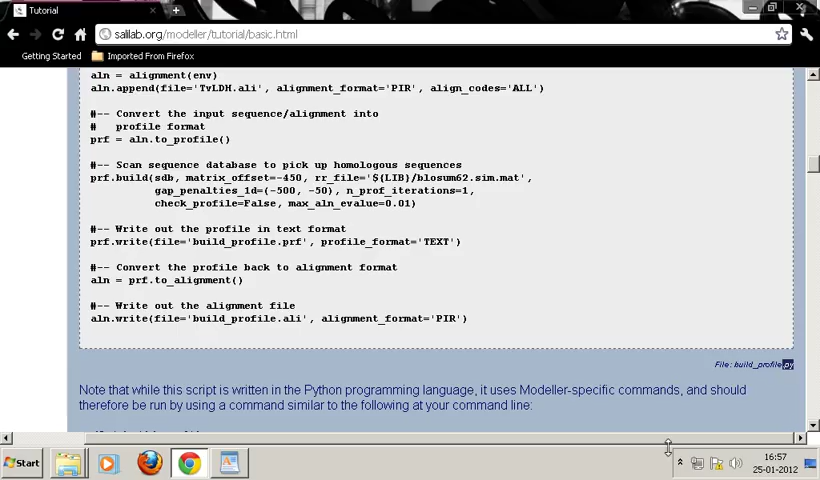 Tutorial
salilab.org/modeller/tutorial/basic.html
Getting Started Imported From Firefox
aln = alignment(env)
aln.append(file='TvLDH.ali', alignment_format='PIR', align_codes='ALL')
#-- Convert the input sequence/alignment into
# profile format
prf = aln.to_profile()
#-- Scan sequence database to pick up homologous sequences
prf.build(sdb, matrix_offset=-450, rr_file='${LIB}/blosum62.sim.mat',
gap_penalties_1d=(-500, -50), n_prof_iterations=1,
check_profile=False, max_aln_evalue=0.01)
#-- Write out the profile in text format
prf.write(file='build_profile.prf', profile_format='TEXT')
#-- Convert the profile back to alignment format
aln = prf.to_alignment()
#-- Write out the alignment file
aln.write(file='build_profile.ali', alignment_format='PIR')
File: build_profile.py
Note that while this script is written in the Python programming language, it uses Modeller-specific commands, and should
therefore be run by using a command similar to the following at your command line:
Start
16:57
25-01-2012